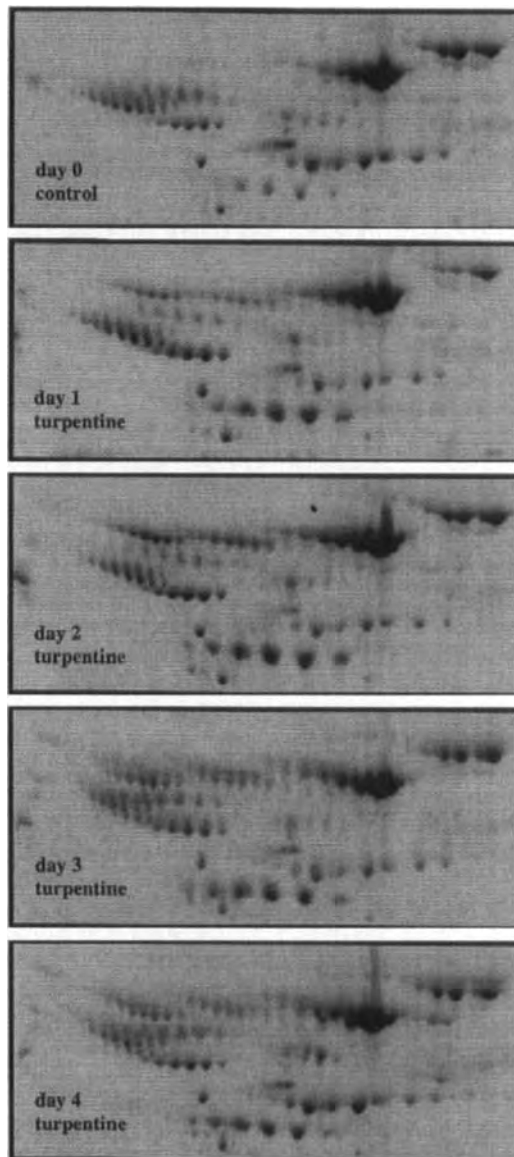 day 0
control
day 1
turpentine
day 2
turpentine
day 3
turpentine
day 4
turpentine